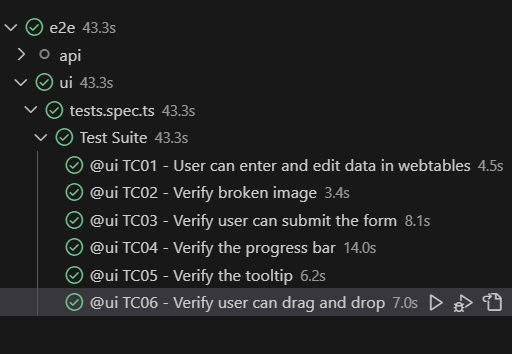 e2e 43.3s
api
ui 43.3s
tests.spec.ts 43.3s
Test Suite 43.3s
@ui TC01 - User can enter and edit data in webtables 4.5s
@ui TC02 - Verify broken image 3.4s
@ui TC03 - Verify user can submit the form 8.1s
@ui TC04 - Verify the progress bar 14.0s
@ui TC05 - Verify the tooltip 6.2s
@ui TC06 - Verify user can drag and drop 7.0s